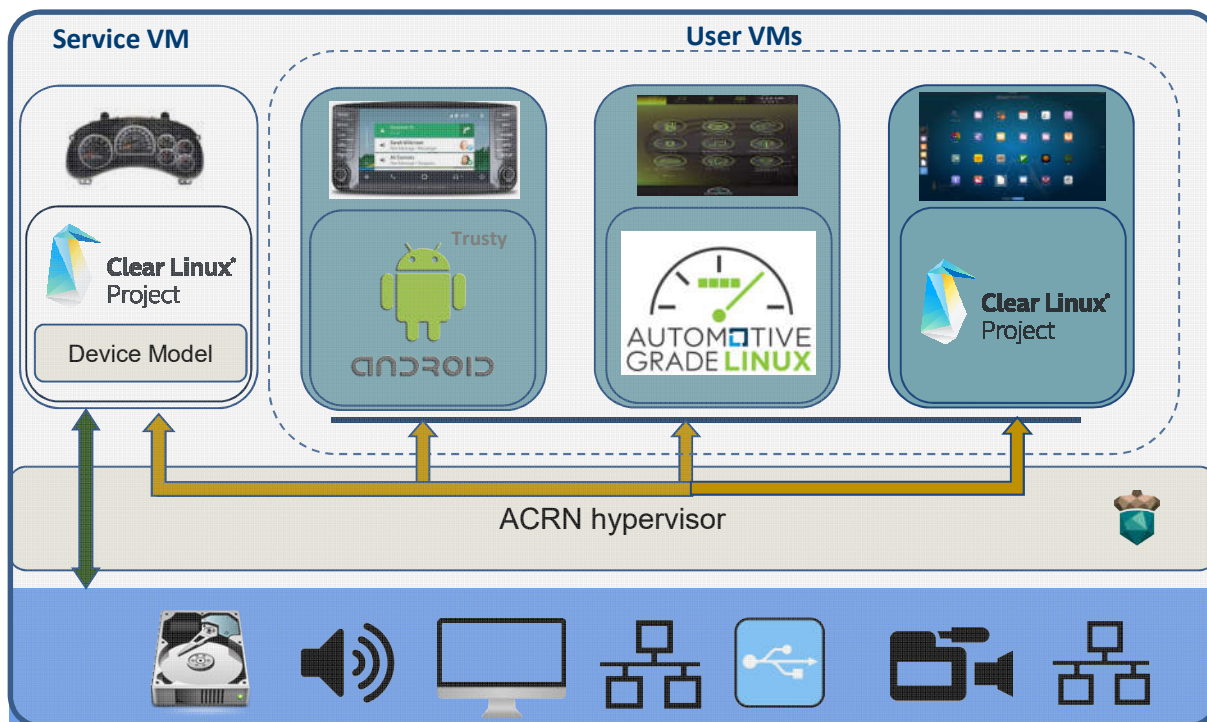 Service VM
User VMs
Clear Linux*
Project
Device Model
Trusty
ANDROID
AUTOMOTIVE
GRADE LINUX
Clear Linux*
Project
ACRN hypervisor